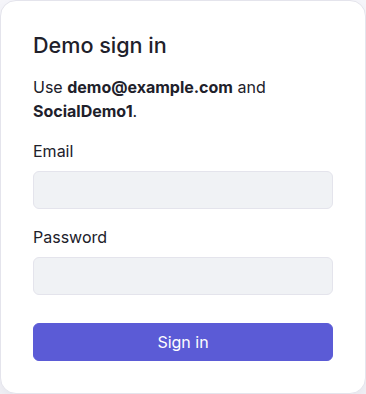 Demo sign in
Use demo@example.com and
SocialDemo1.
Email
Password
Sign in